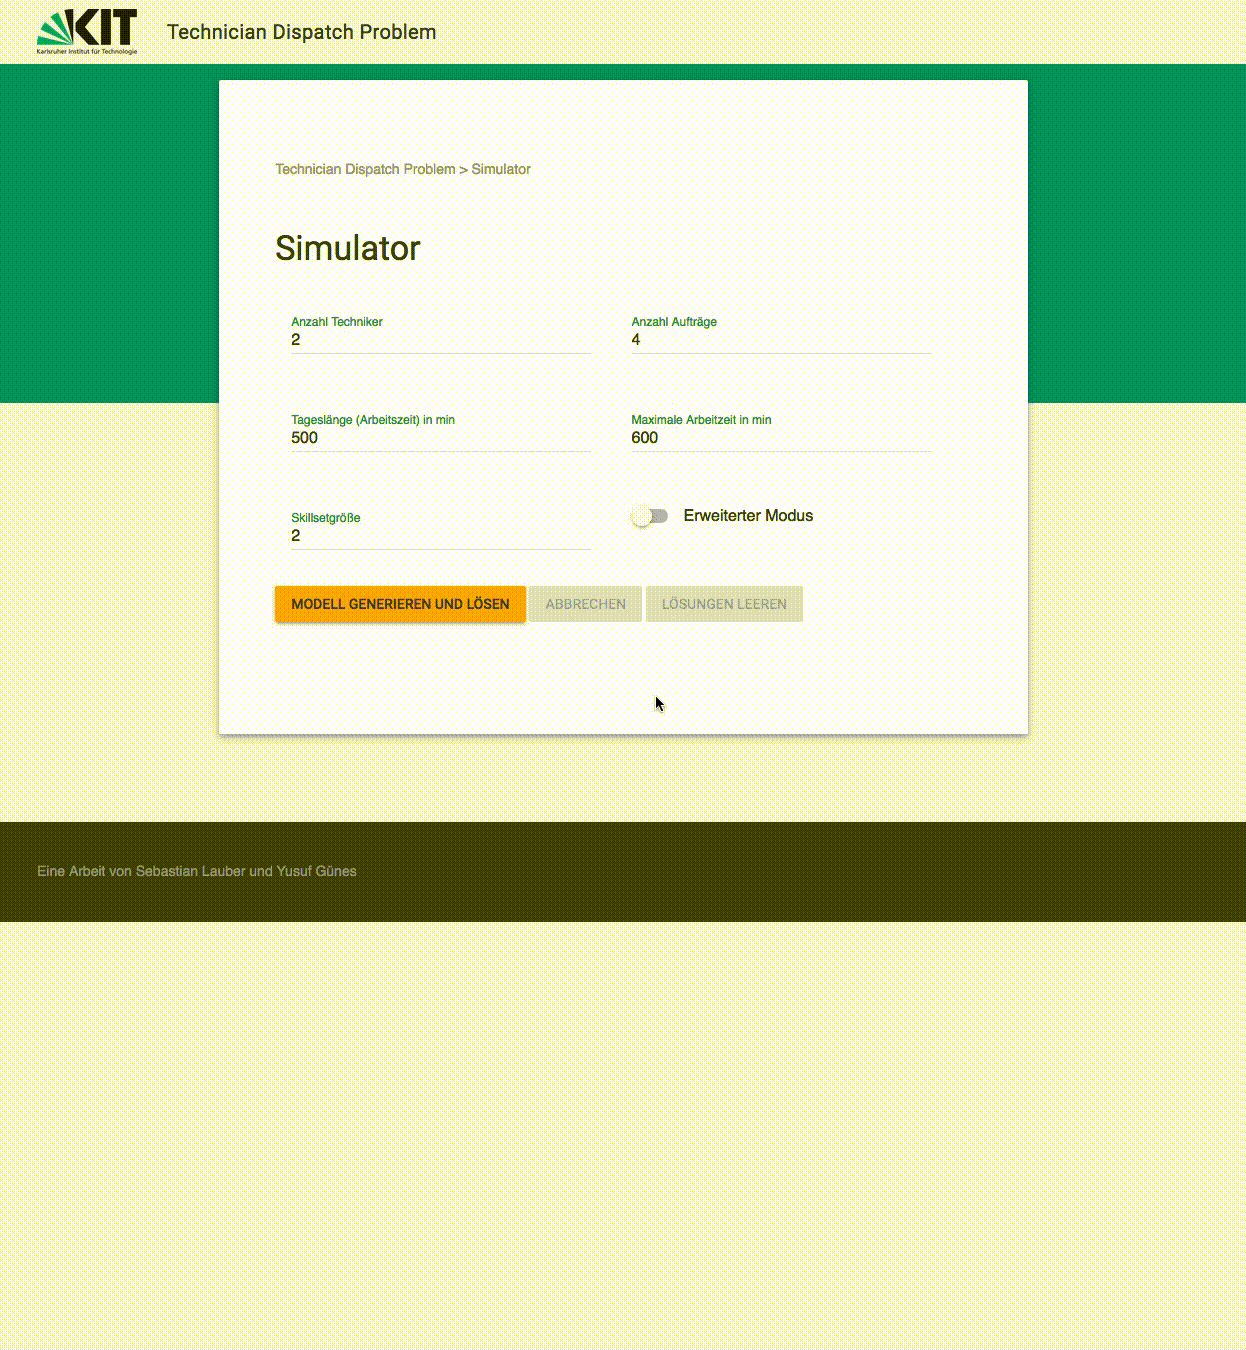 KIT
Karlsruher Institut für Technologie
Technician Dispatch Problem
Technician Dispatch Problem > Simulator
Simulator
Anzahl Techniker
2
Anzahl Aufträge
4
Tageslänge (Arbeitszeit) in min
500
Maximale Arbeitzeit in min
600
Skillsetgröße
2
Erweiterter Modus
MODELL GENERIEREN UND LÖSEN
ABBRECHEN
LÖSUNGEN LEEREN
Eine Arbeit von Sebastian Lauber und Yusuf Günes